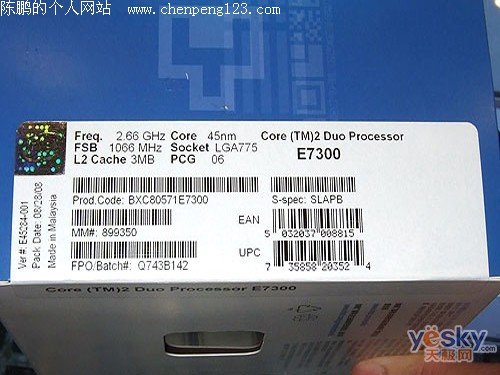 陈鹏的个人网站
www.chenpeng123.com
Freq. 2.66 GHz Core 45nm
FSB 1066 MHz Socket LGA775
L2 Cache 3MB PCG 06
Core (TM)2 Duo Processor
E7300
Prod.Code: BXC80571E7300
S-spec: SLAPB
MM#: 899350
EAN
5 032037 008815
FPO/Batch#: Q743B142
UPC
7 35858 20352 4
Ver #: E45284-001
Pack Date: 08/28/08
Made in Malaysia
Core (TM)2 Duo Processor E7300
yesky
天极网